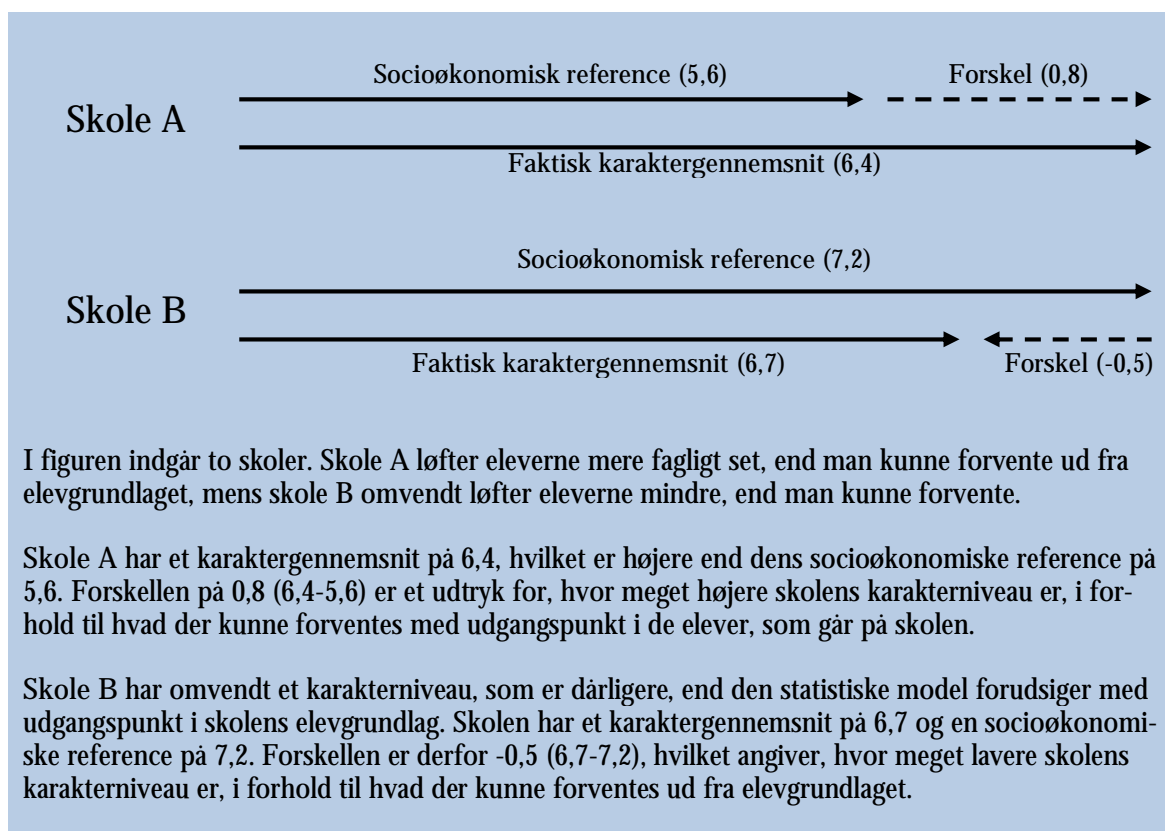 Socioøkonomisk reference (5,6)
Forskel (0,8)
Skole A
Faktisk karaktergennemsnit (6,4)
Socioøkonomisk reference (7,2)
Skole B
Faktisk karaktergennemsnit (6,7)
Forskel (-0,5)
I figuren indgår to skoler. Skole A løfter eleverne mere fagligt set, end man kunne forvente ud fra
elevgrundlaget, mens skole B omvendt løfter eleverne mindre, end man kunne forvente.
Skole A har et karaktergennemsnit på 6,4, hvilket er højere end dens socioøkonomiske reference på
5,6. Forskellen på 0,8 (6,4-5,6) er et udtryk for, hvor meget højere skolens karakterniveau er, i for-
hold til hvad der kunne forventes med udgangspunkt i de elever, som går på skolen.
Skole B har omvendt et karakterniveau, som er dårligere, end den statistiske model forudsiger med
udgangspunkt i skolens elevgrundlag. Skolen har et karaktergennemsnit på 6,7 og en socioøkonomi-
ske reference på 7,2. Forskellen er derfor -0,5 (6,7-7,2), hvilket angiver, hvor meget lavere skolens
karakterniveau er, i forhold til hvad der kunne forventes ud fra elevgrundlaget.